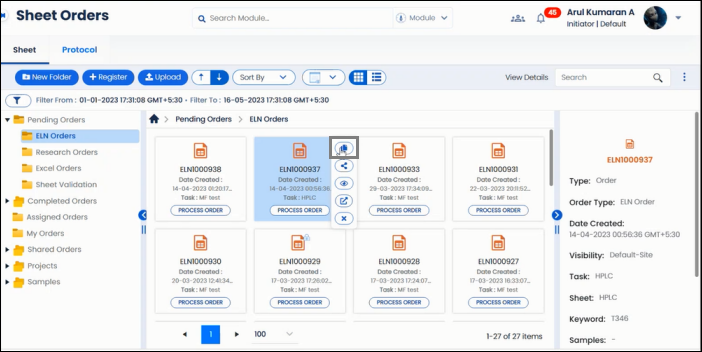 Sheet Orders
Search Module..
Module
45
Arul Kumaran A
Initiator | Default
Sheet
Protocol
New Folder
Register
Upload
Sort By
View Details
Search
Filter From : 01-01-2023 17:31:08 GMT+5:30 - Filter To : 16-05-2023 17:31:08 GMT+5:30
Pending Orders
ELN Orders
Research Orders
Excel Orders
Sheet Validation
Completed Orders
Assigned Orders
My Orders
Shared Orders
Projects
Samples
Pending Orders > ELN Orders
ELN1000938
Date Created :
14-04-2023 01:20:17...
Task : MF test
PROCESS ORDER
ELN1000937
Date Created :
14-04-2023 00:56:36
Task : HPLC
PROCESS ORDER
ELN1000933
Date Created :
29-03-2023 17:34:09...
Task : MF test
PROCESS ORDER
ELN1000931
Date Created :
22-03-2023 20:11:52...
Task : MF test
PROCESS ORDER
ELN1000930
Date Created :
20-03-2023 12:41:34...
Task : MF test
PROCESS ORDER
ELN1000929
Date Created :
17-03-2023 17:26:02...
Task : MF test
PROCESS ORDER
ELN1000928
Date Created :
17-03-2023 17:24:07...
Task : MF test
PROCESS ORDER
ELN1000927
Date Created :
17-03-2023 16:33:07...
Task : MF test
PROCESS ORDER
1
100
1-27 of 27 items
ELN1000937
Type: Order
Order Type: ELN Order
Date Created:
14-04-2023 00:56:36 GMT+5:30
Visibility: Default-Site
Task: HPLC
Sheet: HPLC
Keyword: T346
Samples: -